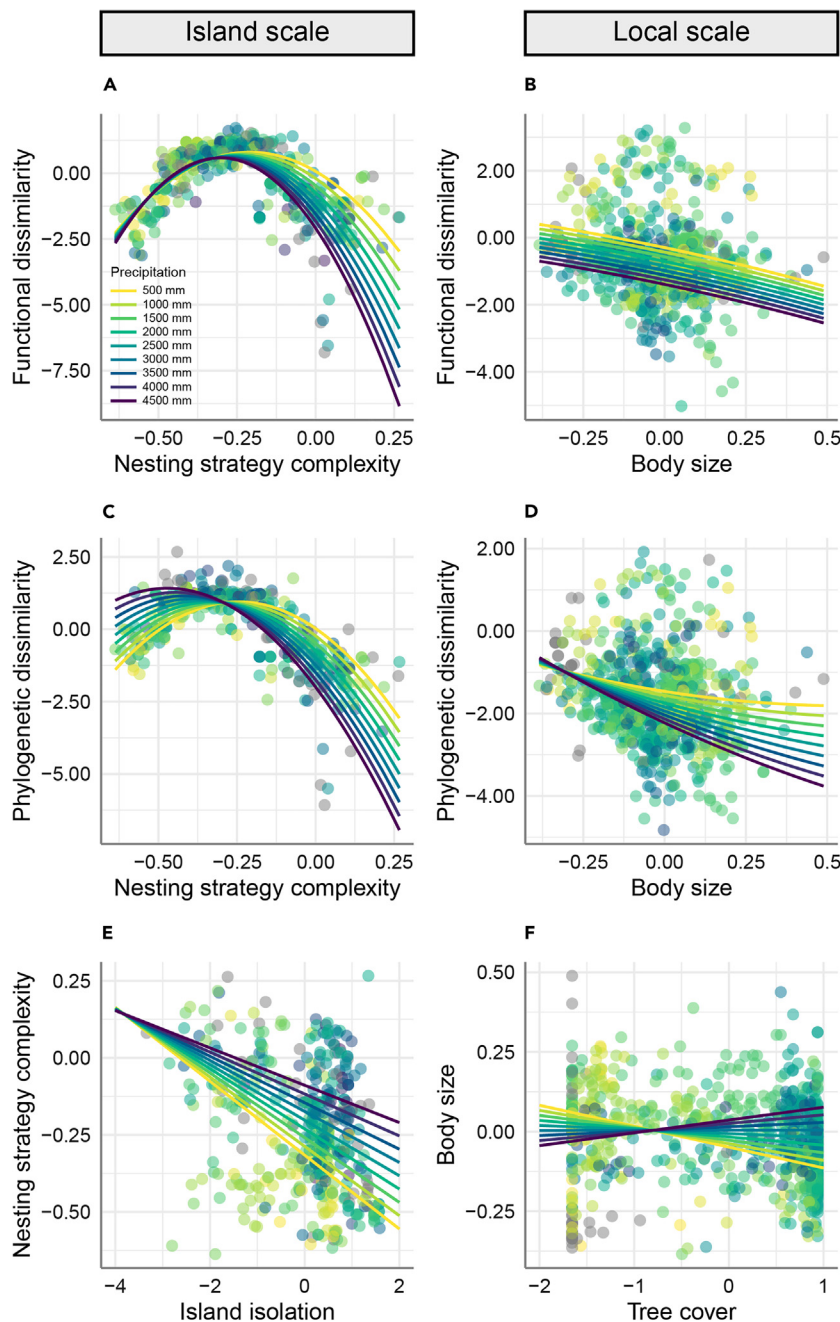 Island scale
Local scale
A
B
Functional dissimilarity
0.00
−2.50
−5.00
−7.50
Precipitation
500 mm
1000 mm
1500 mm
2000 mm
2500 mm
3000 mm
3500 mm
4000 mm
4500 mm
−0.50
−0.25
0.00
0.25
Nesting strategy complexity
Functional dissimilarity
2.00
0.00
−2.00
−4.00
−0.25
0.00
0.25
0.5
Body size
C
D
Phylogenetic dissimilarity
2.50
0.00
−2.50
−5.00
−0.50
−0.25
0.00
0.25
Nesting strategy complexity
Phylogenetic dissimilarity
2.00
0.00
−2.00
−4.00
−0.25
0.00
0.25
0.5
Body size
E
F
Nesting strategy complexity
0.25
0.00
−0.25
−0.50
−4
−2
0
2
Island isolation
Body size
0.50
0.25
0.00
−0.25
−2
−1
0
1
Tree cover